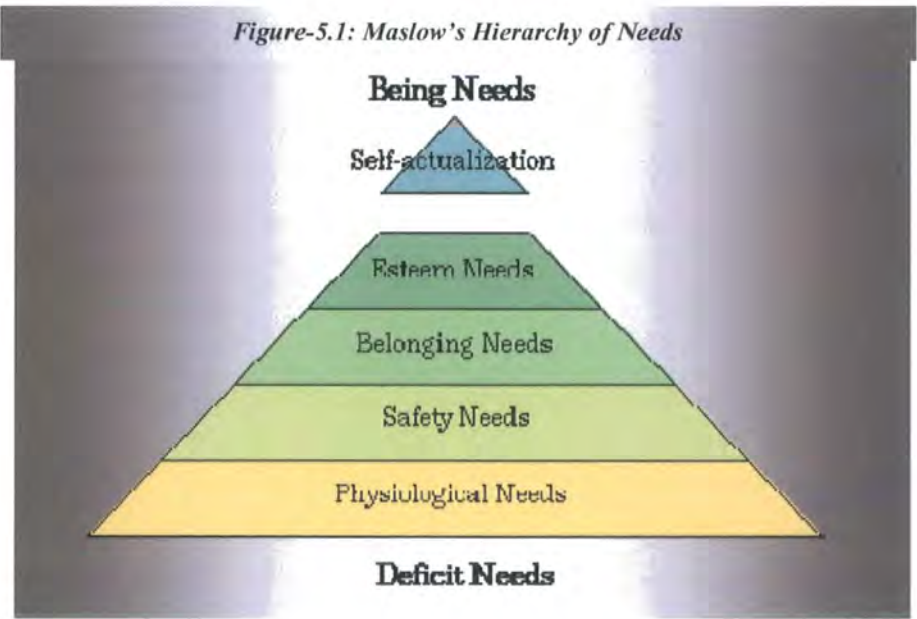 Figure-5.1: Maslow's Hierarchy of Needs
Being Needs
Self-actualization
Esteem Needs
Belonging Needs
Safety Needs
Physiological Needs
Deficit Needs